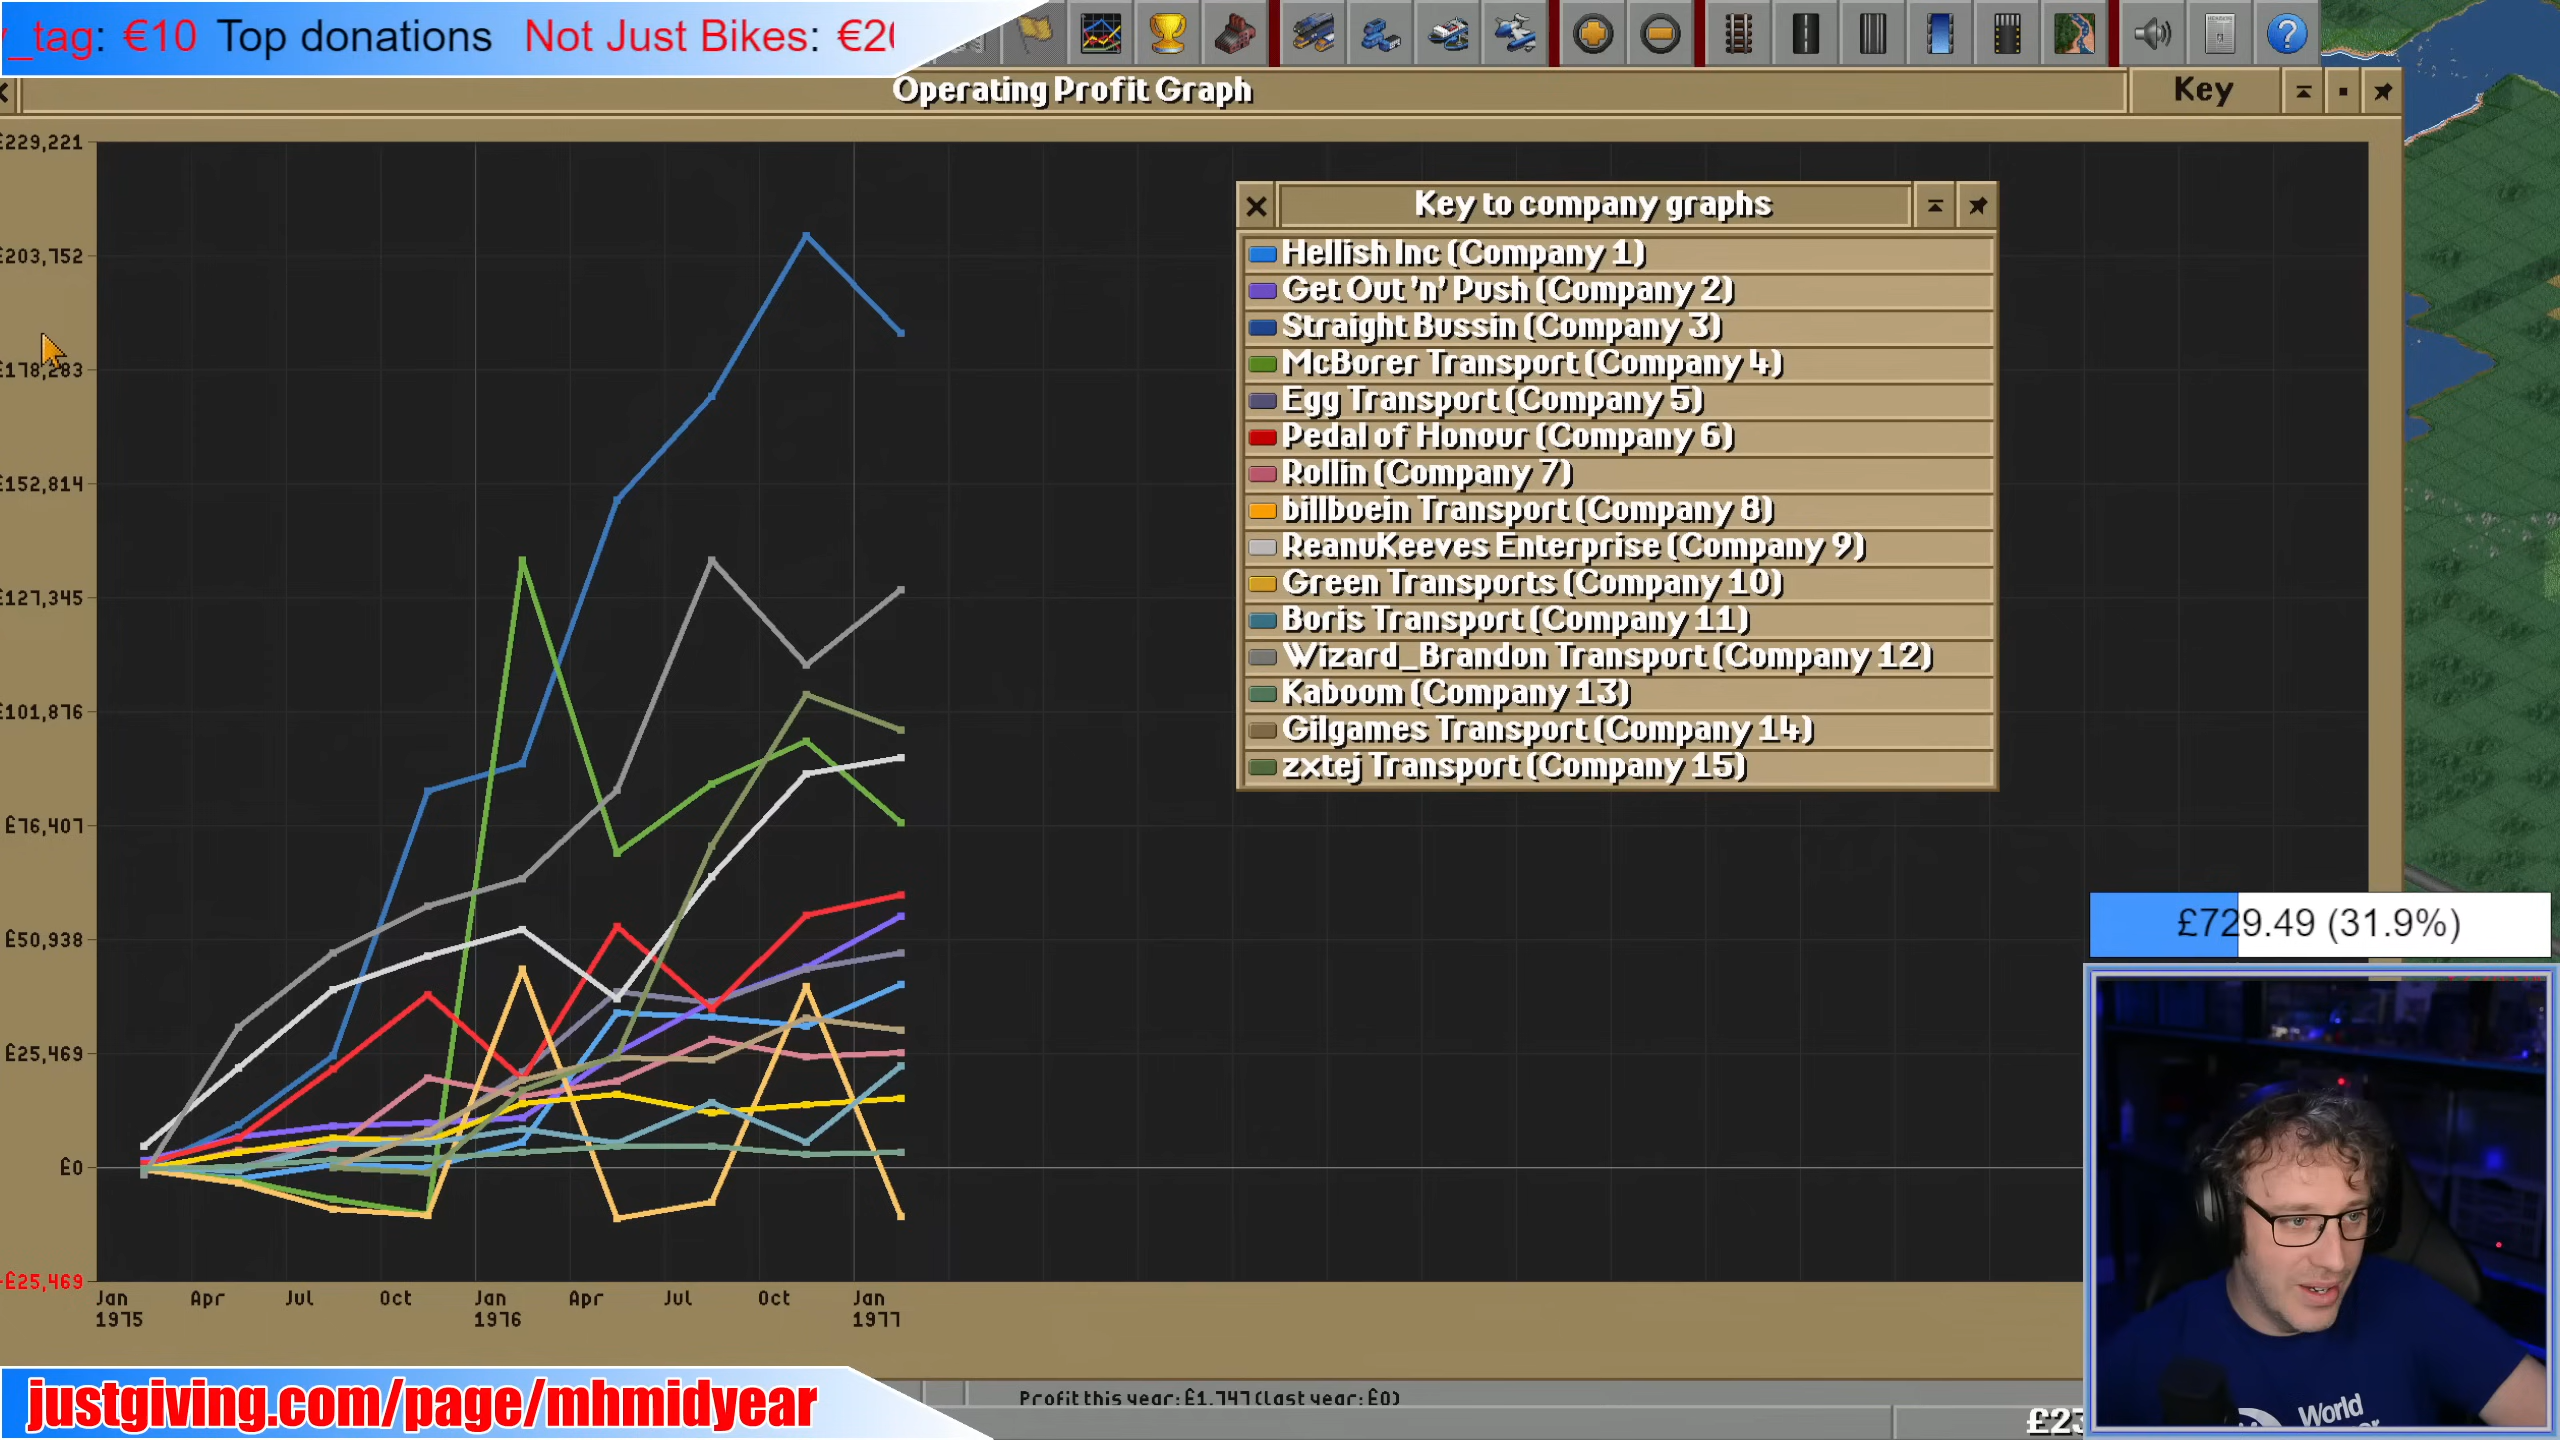 _tag: €10 Top donations Not Just Bikes: €20
Operating Profit Graph
Key
£229,221
£203,752
£178,283
£152,814
£127,345
£101,876
£76,407
£50,938
£25,469
£0
-£25,469
Jan Apr Jul Oct Jan Apr Jul Oct Jan
1975 1976 1977
Key to company graphs
Hellish Inc (Company 1)
Get Out 'n' Push (Company 2)
Straight Bussin (Company 3)
McBorer Transport (Company 4)
Egg Transport (Company 5)
Pedal of Honour (Company 6)
Rollin (Company 7)
billboein Transport (Company 8)
ReanuKeeves Enterprise (Company 9)
Green Transports (Company 10)
Boris Transport (Company 11)
Wizard_Brandon Transport (Company 12)
Kaboom (Company 13)
Gilgames Transport (Company 14)
zxtej Transport (Company 15)
£729.49 (31.9%)
World
justgiving.com/page/mhmidyear
Profit this year: £1,747 (last year: £0)
£23